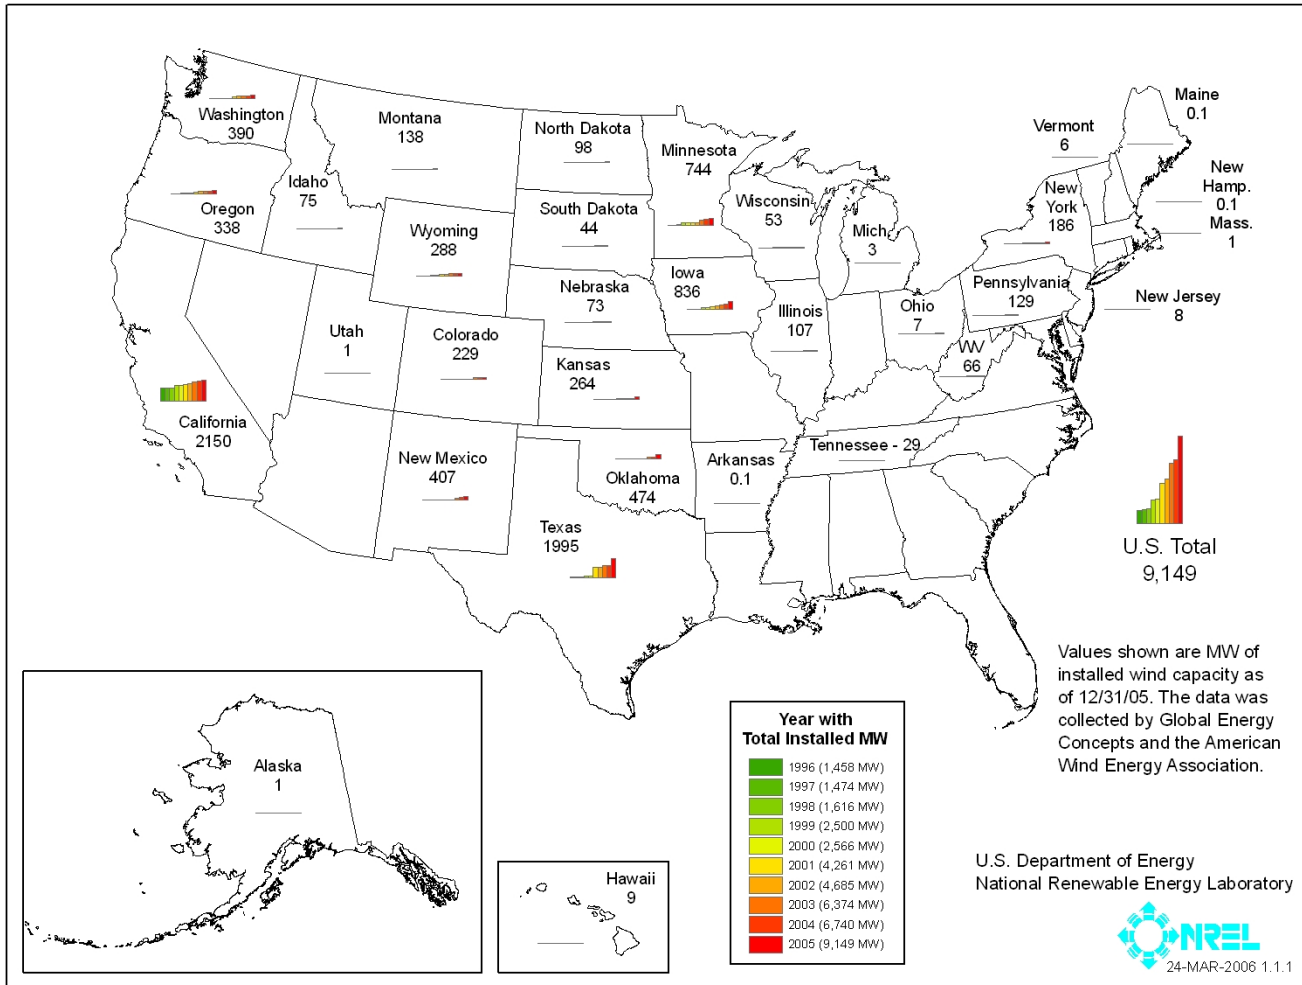 Washington
390
Oregon
338
California
2150
Idaho
75
Montana
138
Wyoming
288
Utah
1
Colorado
229
New Mexico
407
North Dakota
98
South Dakota
44
Nebraska
73
Kansas
264
Oklahoma
474
Texas
1995
Minnesota
744
Iowa
836
Arkansas
0.1
Wisconsin
53
Illinois
107
Mich.
3
Ohio
7
WV
66
Tennessee - 29
Pennsylvania
129
New
York
186
Vermont
6
Maine
0.1
New
Hamp.
0.1
Mass.
1
New Jersey
8
U.S. Total
9,149
Alaska
1
Hawaii
9
Year with
Total Installed MW
1996 (1,458 MW)
1997 (1,474 MW)
1998 (1,616 MW)
1999 (2,500 MW)
2000 (2,566 MW)
2001 (4,261 MW)
2002 (4,685 MW)
2003 (6,374 MW)
2004 (6,740 MW)
2005 (9,149 MW)
Values shown are MW of
installed wind capacity as
of 12/31/05. The data was
collected by Global Energy
Concepts and the American
Wind Energy Association.
U.S. Department of Energy
National Renewable Energy Laboratory
NREL
24-MAR-2006 1.1.1